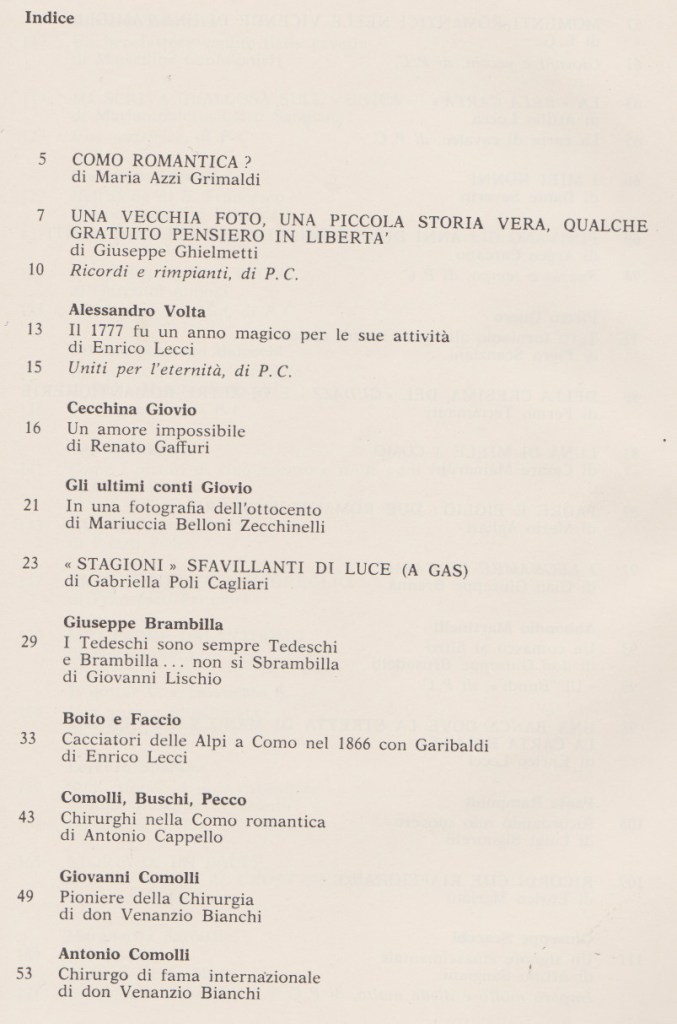 Indice
5 COMO ROMANTICA ?
di Maria Azzi Grimaldi
7 UNA VECCHIA FOTO, UNA PICCOLA STORIA VERA, QUALCHE
GRATUITO PENSIERO IN LIBERTA'
di Giuseppe Ghielmetti
10 Ricordi e rimpianti, di P. C.
Alessandro Volta
13 Il 1777 fu un anno magico per le sue attività
di Enrico Lecci
15 Uniti per l'eternità, di P. C.
Cecchina Giovio
16 Un amore impossibile
di Renato Gaffuri
Gli ultimi conti Giovio
21 In una fotografia dell'ottocento
di Mariuccia Belloni Zecchinelli
23 « STAGIONI » SFAVILLANTI DI LUCE (A GAS)
di Gabriella Poli Cagliari
Giuseppe Brambilla
29 I Tedeschi sono sempre Tedeschi
e Brambilla ... non si Sbrambilla
di Giovanni Lischio
Boito e Faccio
33 Cacciatori delle Alpi a Como nel 1866 con Garibaldi
di Enrico Lecci
Comolli, Buschi, Pecco
43 Chirurghi nella Como romantica
di Antonio Cappello
Giovanni Comolli
49 Pioniere della Chirurgia
di don Venanzio Bianchi
Antonio Comolli
53 Chirurgo di fama internazionale
di don Venanzio Bianchi